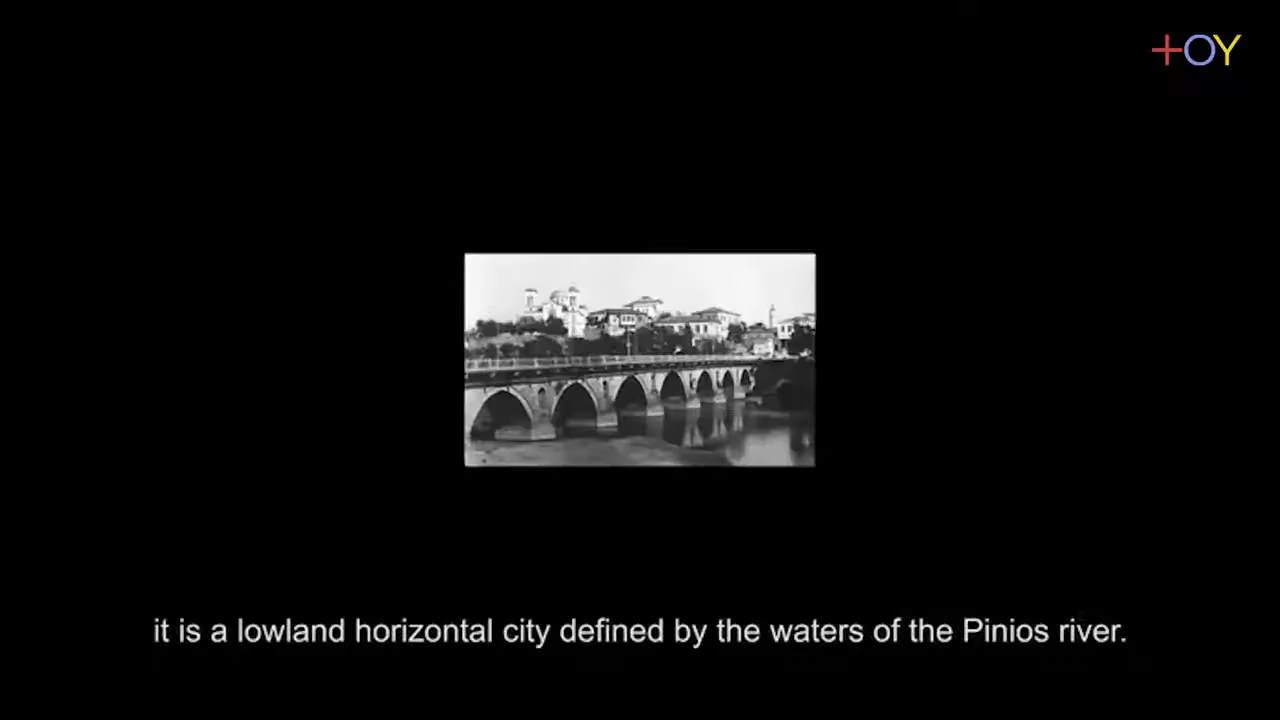 +OY
it is a lowland horizontal city defined by the waters of the Pinios river.